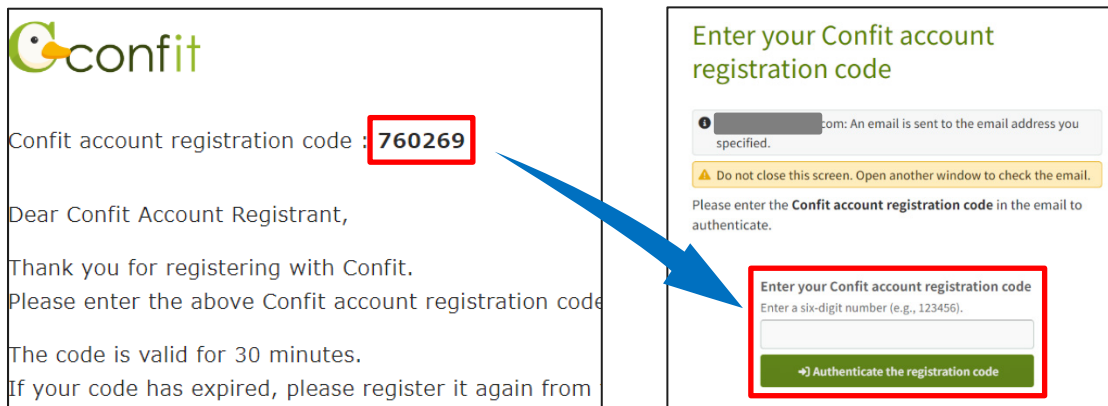 confit
Confit account registration code : 760269
Dear Confit Account Registrant,
Thank you for registering with Confit.
Please enter the above Confit account registration code
The code is valid for 30 minutes.
If your code has expired, please register it again from
Enter your Confit account
registration code
com: An email is sent to the email address you
specified.
Do not close this screen. Open another window to check the email.
Please enter the Confit account registration code in the email to
authenticate.
Enter your Confit account registration code
Enter a six-digit number (e.g., 123456).
Authenticate the registration code